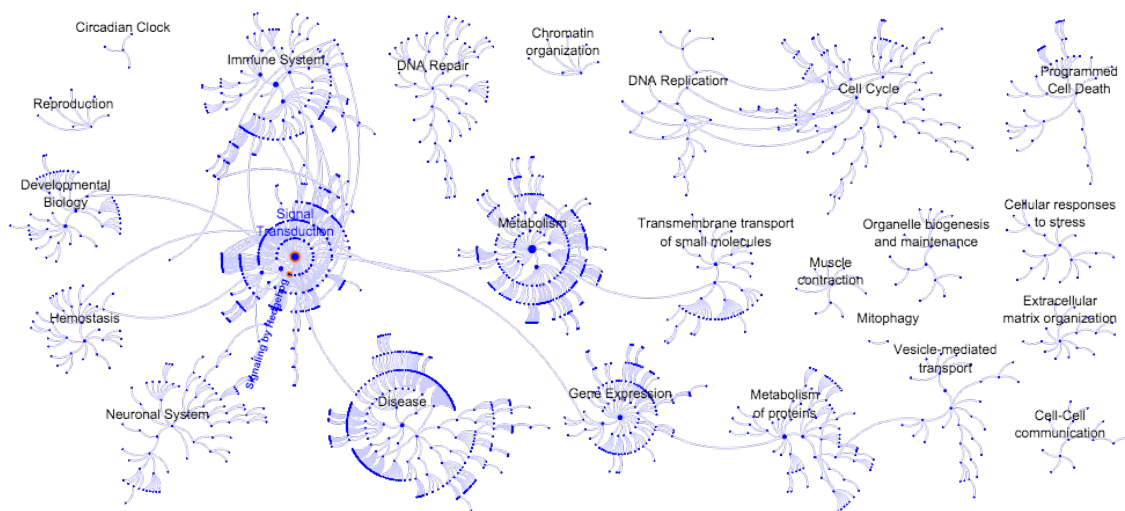 Circadian Clock
Immune System
DNA Repair
Chromatin
organization
DNA Replication
Cell Cycle
Programmed
Cell Death
Reproduction
Developmental
Biology
Signal
Transduction
Metabolism
Transmembrane transport
of small molecules
Organelle biogenesis
and maintenance
Cellular responses
to stress
Muscle
contraction
Hemostasis
Signaling by Hedgehog
Mitophagy
Extracellular
matrix organization
Vesicle-mediated
transport
Neuronal System
Disease
Gene Expression
Metabolism
of proteins
Cell-Cell
communication